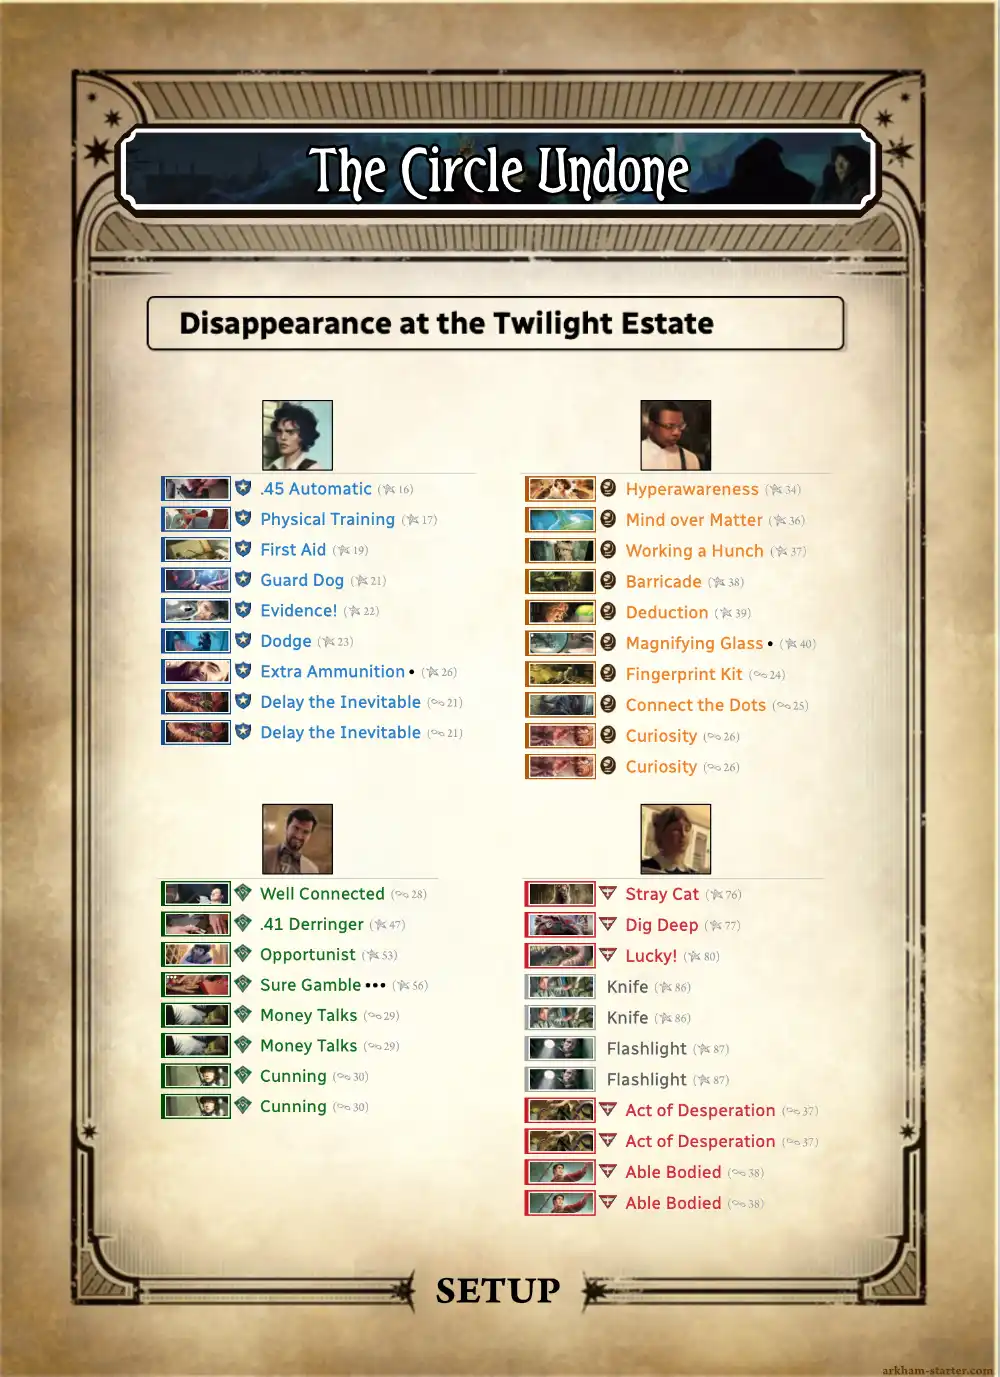 The Circle Undone
Disappearance at the Twilight Estate
.45 Automatic (16)
Physical Training (17)
First Aid (19)
Guard Dog (21)
Evidence! (22)
Dodge (23)
Extra Ammunition • (26)
Delay the Inevitable (21)
Delay the Inevitable (21)
Hyperawareness (34)
Mind over Matter (36)
Working a Hunch (37)
Barricade (38)
Deduction (39)
Magnifying Glass • (40)
Fingerprint Kit (24)
Connect the Dots (25)
Curiosity (26)
Curiosity (26)
Well Connected (28)
.41 Derringer (47)
Opportunist (53)
Sure Gamble ••• (56)
Money Talks (29)
Money Talks (29)
Cunning (30)
Cunning (30)
Stray Cat (76)
Dig Deep (77)
Lucky! (80)
Knife (86)
Knife (86)
Flashlight (87)
Flashlight (87)
Act of Desperation (37)
Act of Desperation (37)
Able Bodied (38)
Able Bodied (38)
SETUP
arkham-starter.com